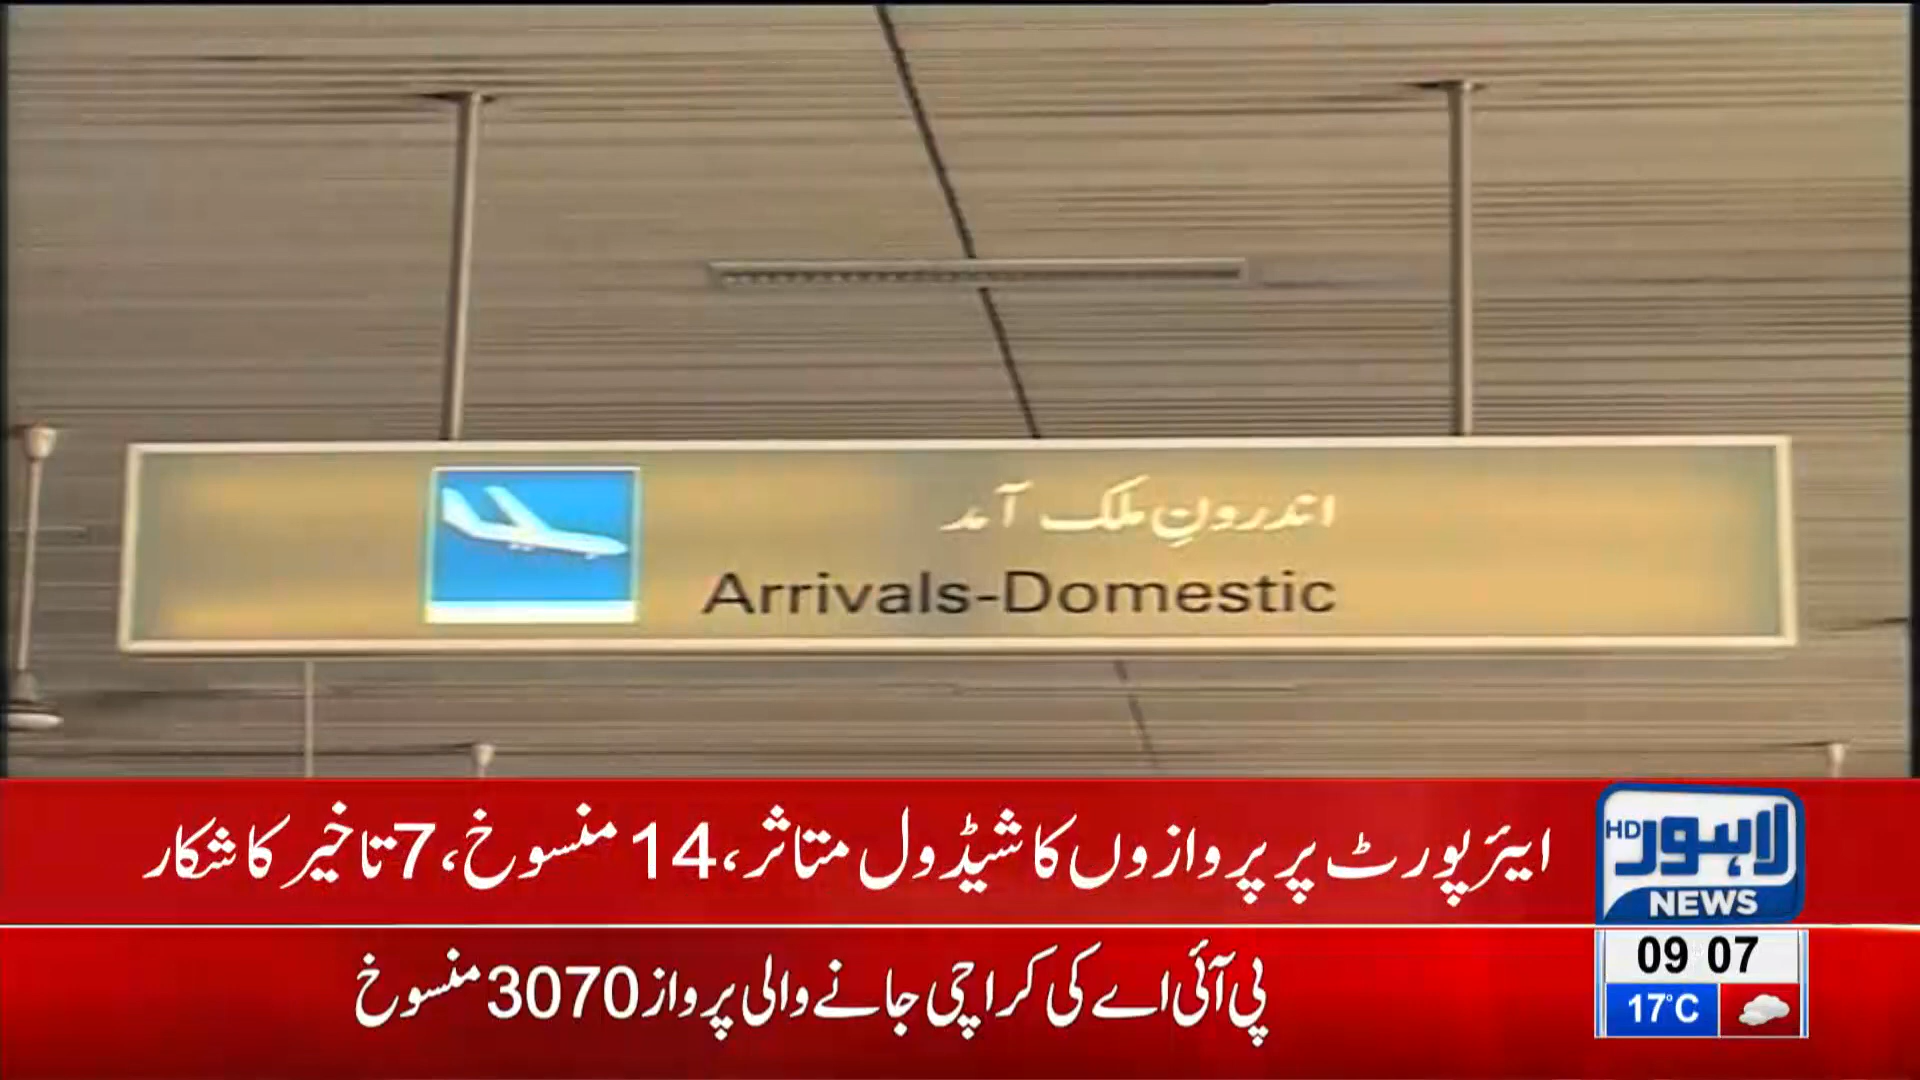 اندرونِ ملک آمد
Arrivals-Domestic
ایئرپورٹ پر پروازوں کا شیڈول متاثر، 14 منسوخ، 7 تاخیر کا شکار
پی آئی اے کی کراچی جانے والی پرواز 3070 منسوخ
لاہور HD
NEWS
09 07
17°C